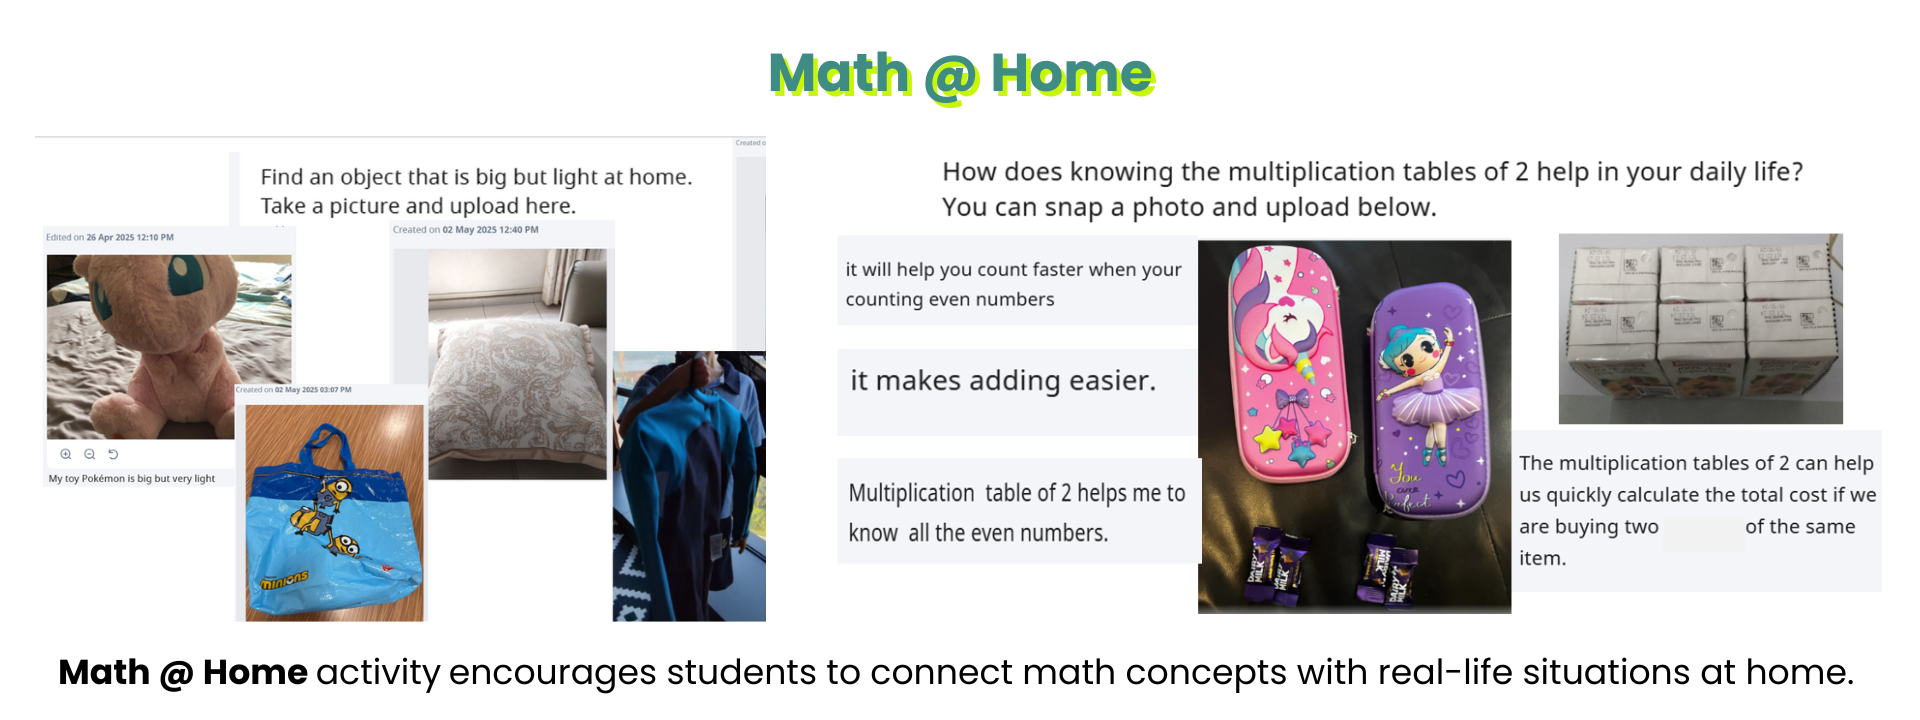 Math @ Home
Created o
Find an object that is big but light at home.
Take a picture and upload here.
Edited on 26 Apr 2025 12:10 PM
My toy Pokémon is big but very light
Created on 02 May 2025 12:40 PM
Created on 02 May 2025 03:07 PM
MINIONS
How does knowing the multiplication tables of 2 help in your daily life?
You can snap a photo and upload below.
it will help you count faster when your
counting even numbers
it makes adding easier.
Multiplication  table of 2 helps me to
know  all the even numbers.
You
are
Perfect
DAIRY MILK
DAIRY MILK
MILK
DAIRY MILK
The multiplication tables of 2 can help
us quickly calculate the total cost if we
are buying two of the same
item.
Math @ Home activity encourages students to connect math concepts with real-life situations at home.